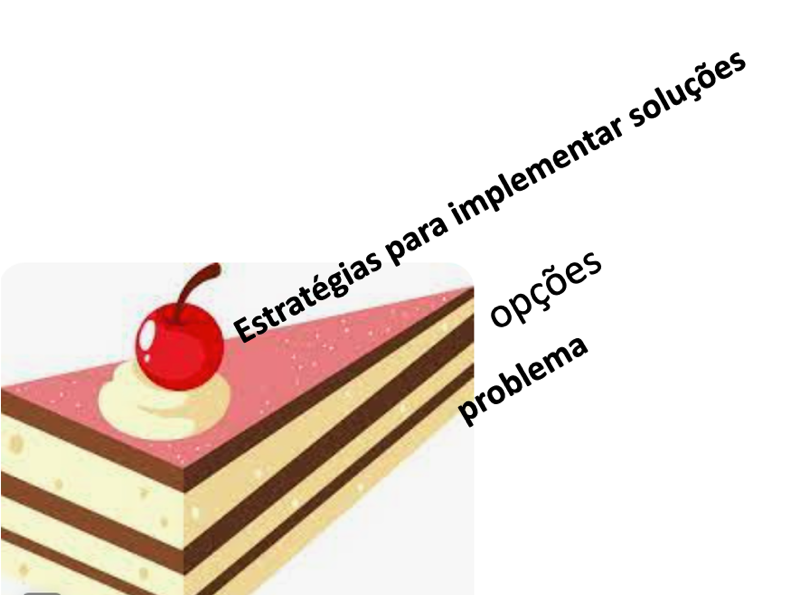 Estratégias para implementar soluções
opções
problema